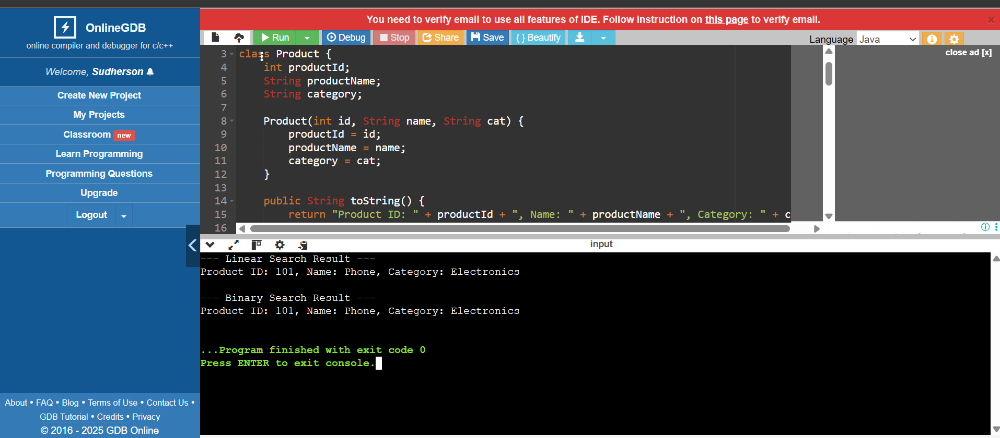 OnlineGDB
online compiler and debugger for c/c++
Welcome, Sudherson
Create New Project
My Projects
Classroom new
Learn Programming
Programming Questions
Upgrade
Logout
About • FAQ • Blog • Terms of Use • Contact Us •
GDB Tutorial • Credits • Privacy
© 2016 - 2025 GDB Online
You need to verify email to use all features of IDE. Follow instruction on this page to verify email.
Run Debug Stop Share Save { } Beautify
Language Java
close ad [x]
3 class Product {
4 int productId;
5 String productName;
6 String category;
7
8 Product(int id, String name, String cat) {
9 productId = id;
10 productName = name;
11 category = cat;
12 }
13
14 public String toString() {
15 return "Product ID: " + productId + ", Name: " + productName + ", Category: " + c
16
input
--- Linear Search Result ---
Product ID: 101, Name: Phone, Category: Electronics
--- Binary Search Result ---
Product ID: 101, Name: Phone, Category: Electronics
...Program finished with exit code 0
Press ENTER to exit console.